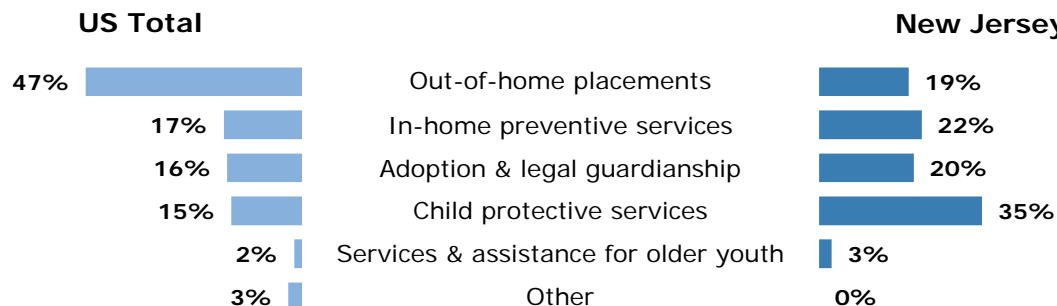 US Total New Jersey
47% Out-of-home placements 19%
17% In-home preventive services 22%
16% Adoption & legal guardianship 20%
15% Child protective services 35%
2% Services & assistance for older youth 3%
3% Other 0%